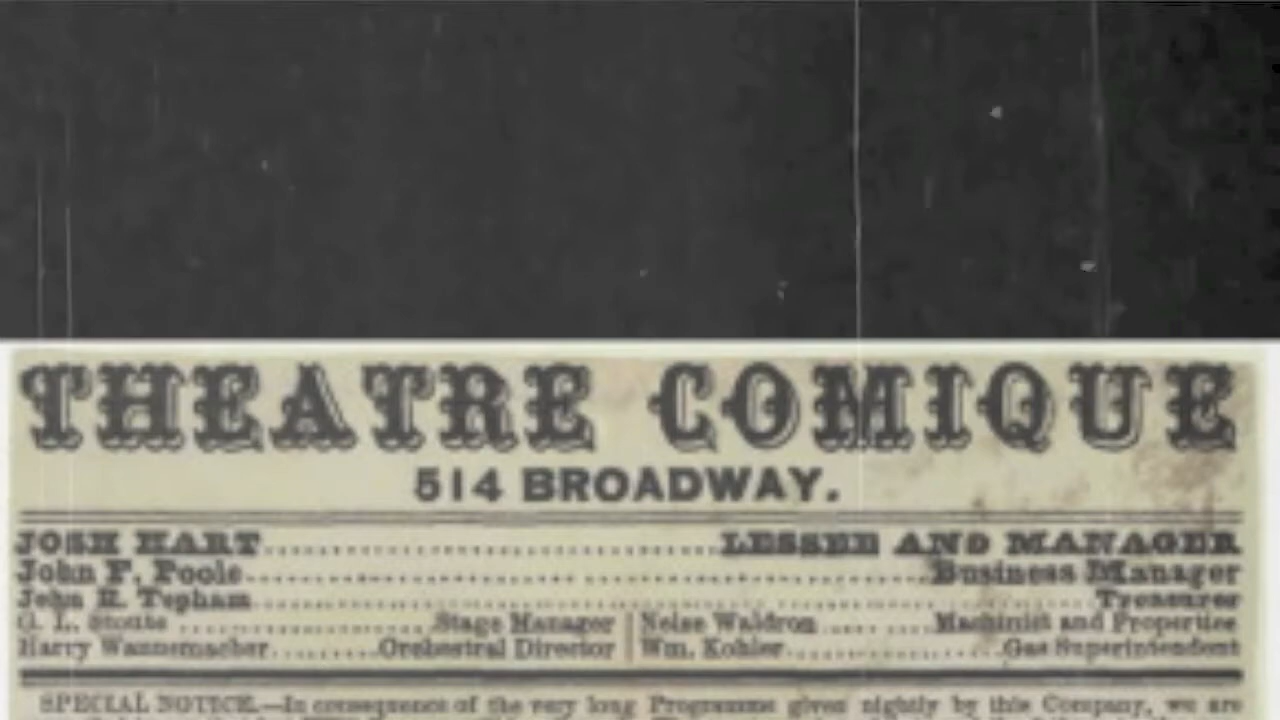 THEATRE COMIQUE
514 BROADWAY.
JOSH HART........................LESSEE AND MANAGER
John F. Poole........................Business Manager
John H. Topham........................Treasurer
Stage Manager | Nelse Waldron............Machinist and Properties
Harry Wannemacher..........Orchestral Director | Wm. Kohler................Gas Superintendent
SPECIAL NOTICE.—In consequence of the very long Programme given nightly by this Company, we are